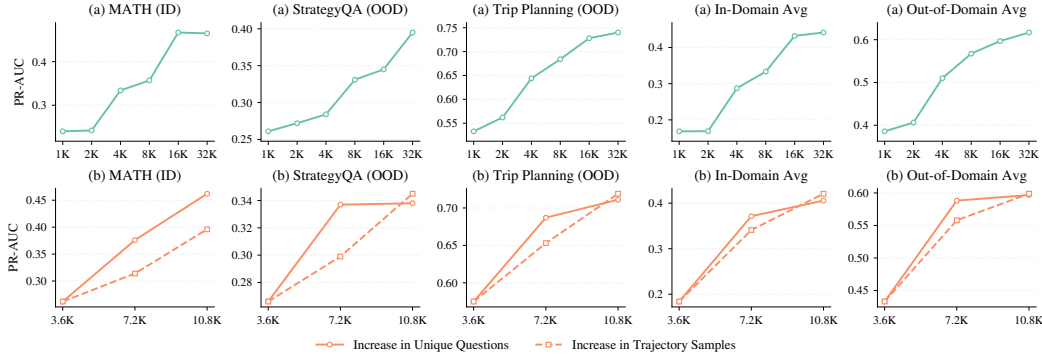 (a) MATH (ID)
(a) StrategyQA (OOD)
(a) Trip Planning (OOD)
(a) In-Domain Avg
(a) Out-of-Domain Avg
PR-AUC
0.4
0.3
1K 2K 4K 8K 16K 32K
0.40
0.35
0.30
0.25
1K 2K 4K 8K 16K 32K
0.75
0.70
0.65
0.60
0.55
1K 2K 4K 8K 16K 32K
0.4
0.3
0.2
1K 2K 4K 8K 16K 32K
0.6
0.5
0.4
1K 2K 4K 8K 16K 32K
(b) MATH (ID)
(b) StrategyQA (OOD)
(b) Trip Planning (OOD)
(b) In-Domain Avg
(b) Out-of-Domain Avg
PR-AUC
0.45
0.40
0.35
0.30
3.6K 7.2K 10.8K
0.34
0.32
0.30
0.28
3.6K 7.2K 10.8K
0.70
0.65
0.60
3.6K 7.2K 10.8K
0.4
0.3
0.2
3.6K 7.2K 10.8K
0.60
0.55
0.50
0.45
3.6K 7.2K 10.8K
Increase in Unique Questions
Increase in Trajectory Samples